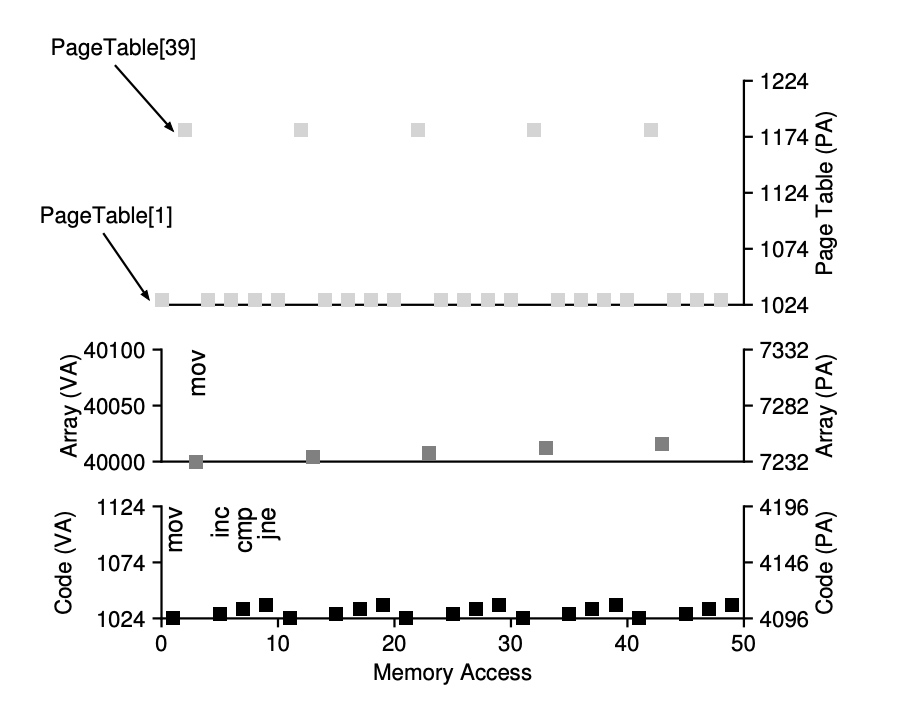 PageTable[39]
PageTable[1]
1224
1174
1124
1074
1024
Page Table (PA)
40100
40050
40000
Array (VA)
mov
7332
7282
7232
Array (PA)
1124
1074
1024
Code (VA)
mov
inc
cmp
jne
4196
4146
4096
Code (PA)
0 10 20 30 40 50
Memory Access